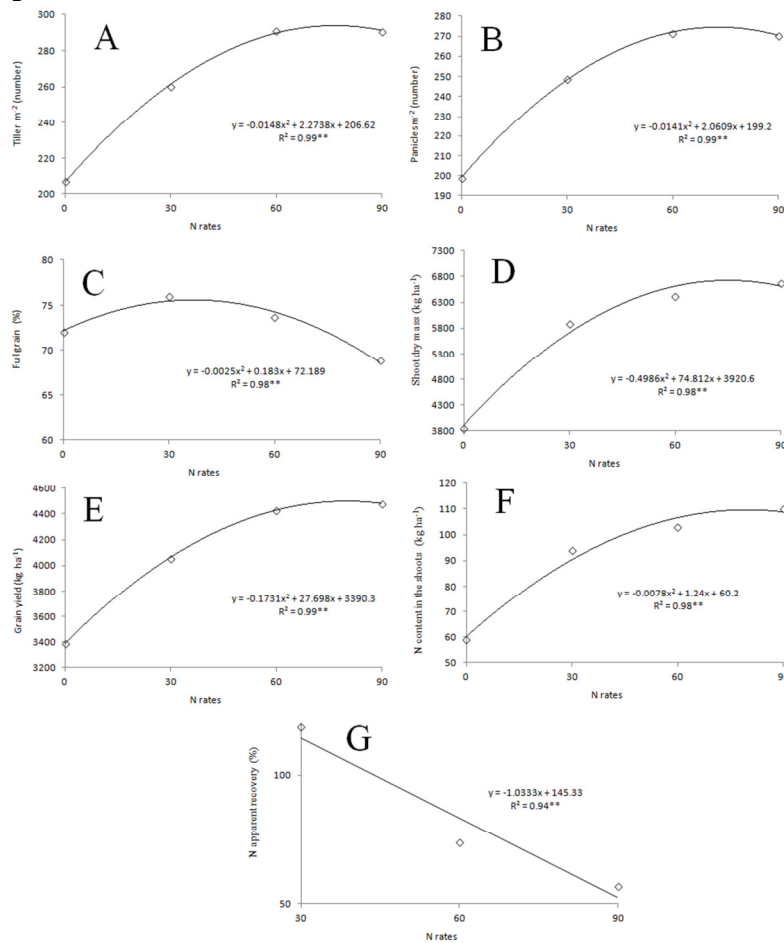 A
Tiller m⁻² (number)
300
280
260
240
220
200
y = -0.0148x² + 2.2738x + 206.62
R² = 0.99**
0 30 60 90
N rates
B
Panicles m⁻² (number)
280
270
260
250
240
230
220
210
200
190
y = -0.0141x² + 2.0609x + 199.2
R² = 0.99**
0 30 60 90
N rates
C
Fulgrain (%)
80
75
70
65
60
y = -0.0025x² + 0.183x + 72.189
R² = 0.98**
0 30 60 90
N rates
D
Shoot dry mass (kg ha⁻¹)
7300
6800
6300
5800
5300
4800
4300
3800
y = -0.4986x² + 74.812x + 3920.6
R² = 0.98**
0 30 60 90
N rates
E
Grain yield (kg ha⁻¹)
4600
4400
4200
4000
3800
3600
3400
3200
y = -0.1731x² + 27.698x + 3390.3
R² = 0.99**
0 30 60 90
N rates
F
N content in the shoots (kg ha⁻¹)
110
100
90
80
70
60
50
y = -0.0078x² + 1.24x + 60.2
R² = 0.98**
0 30 60 90
N rates
G
N apparent recovery (%)
100
50
y = -1.0333x + 145.33
R² = 0.94**
30 60 90
N rates